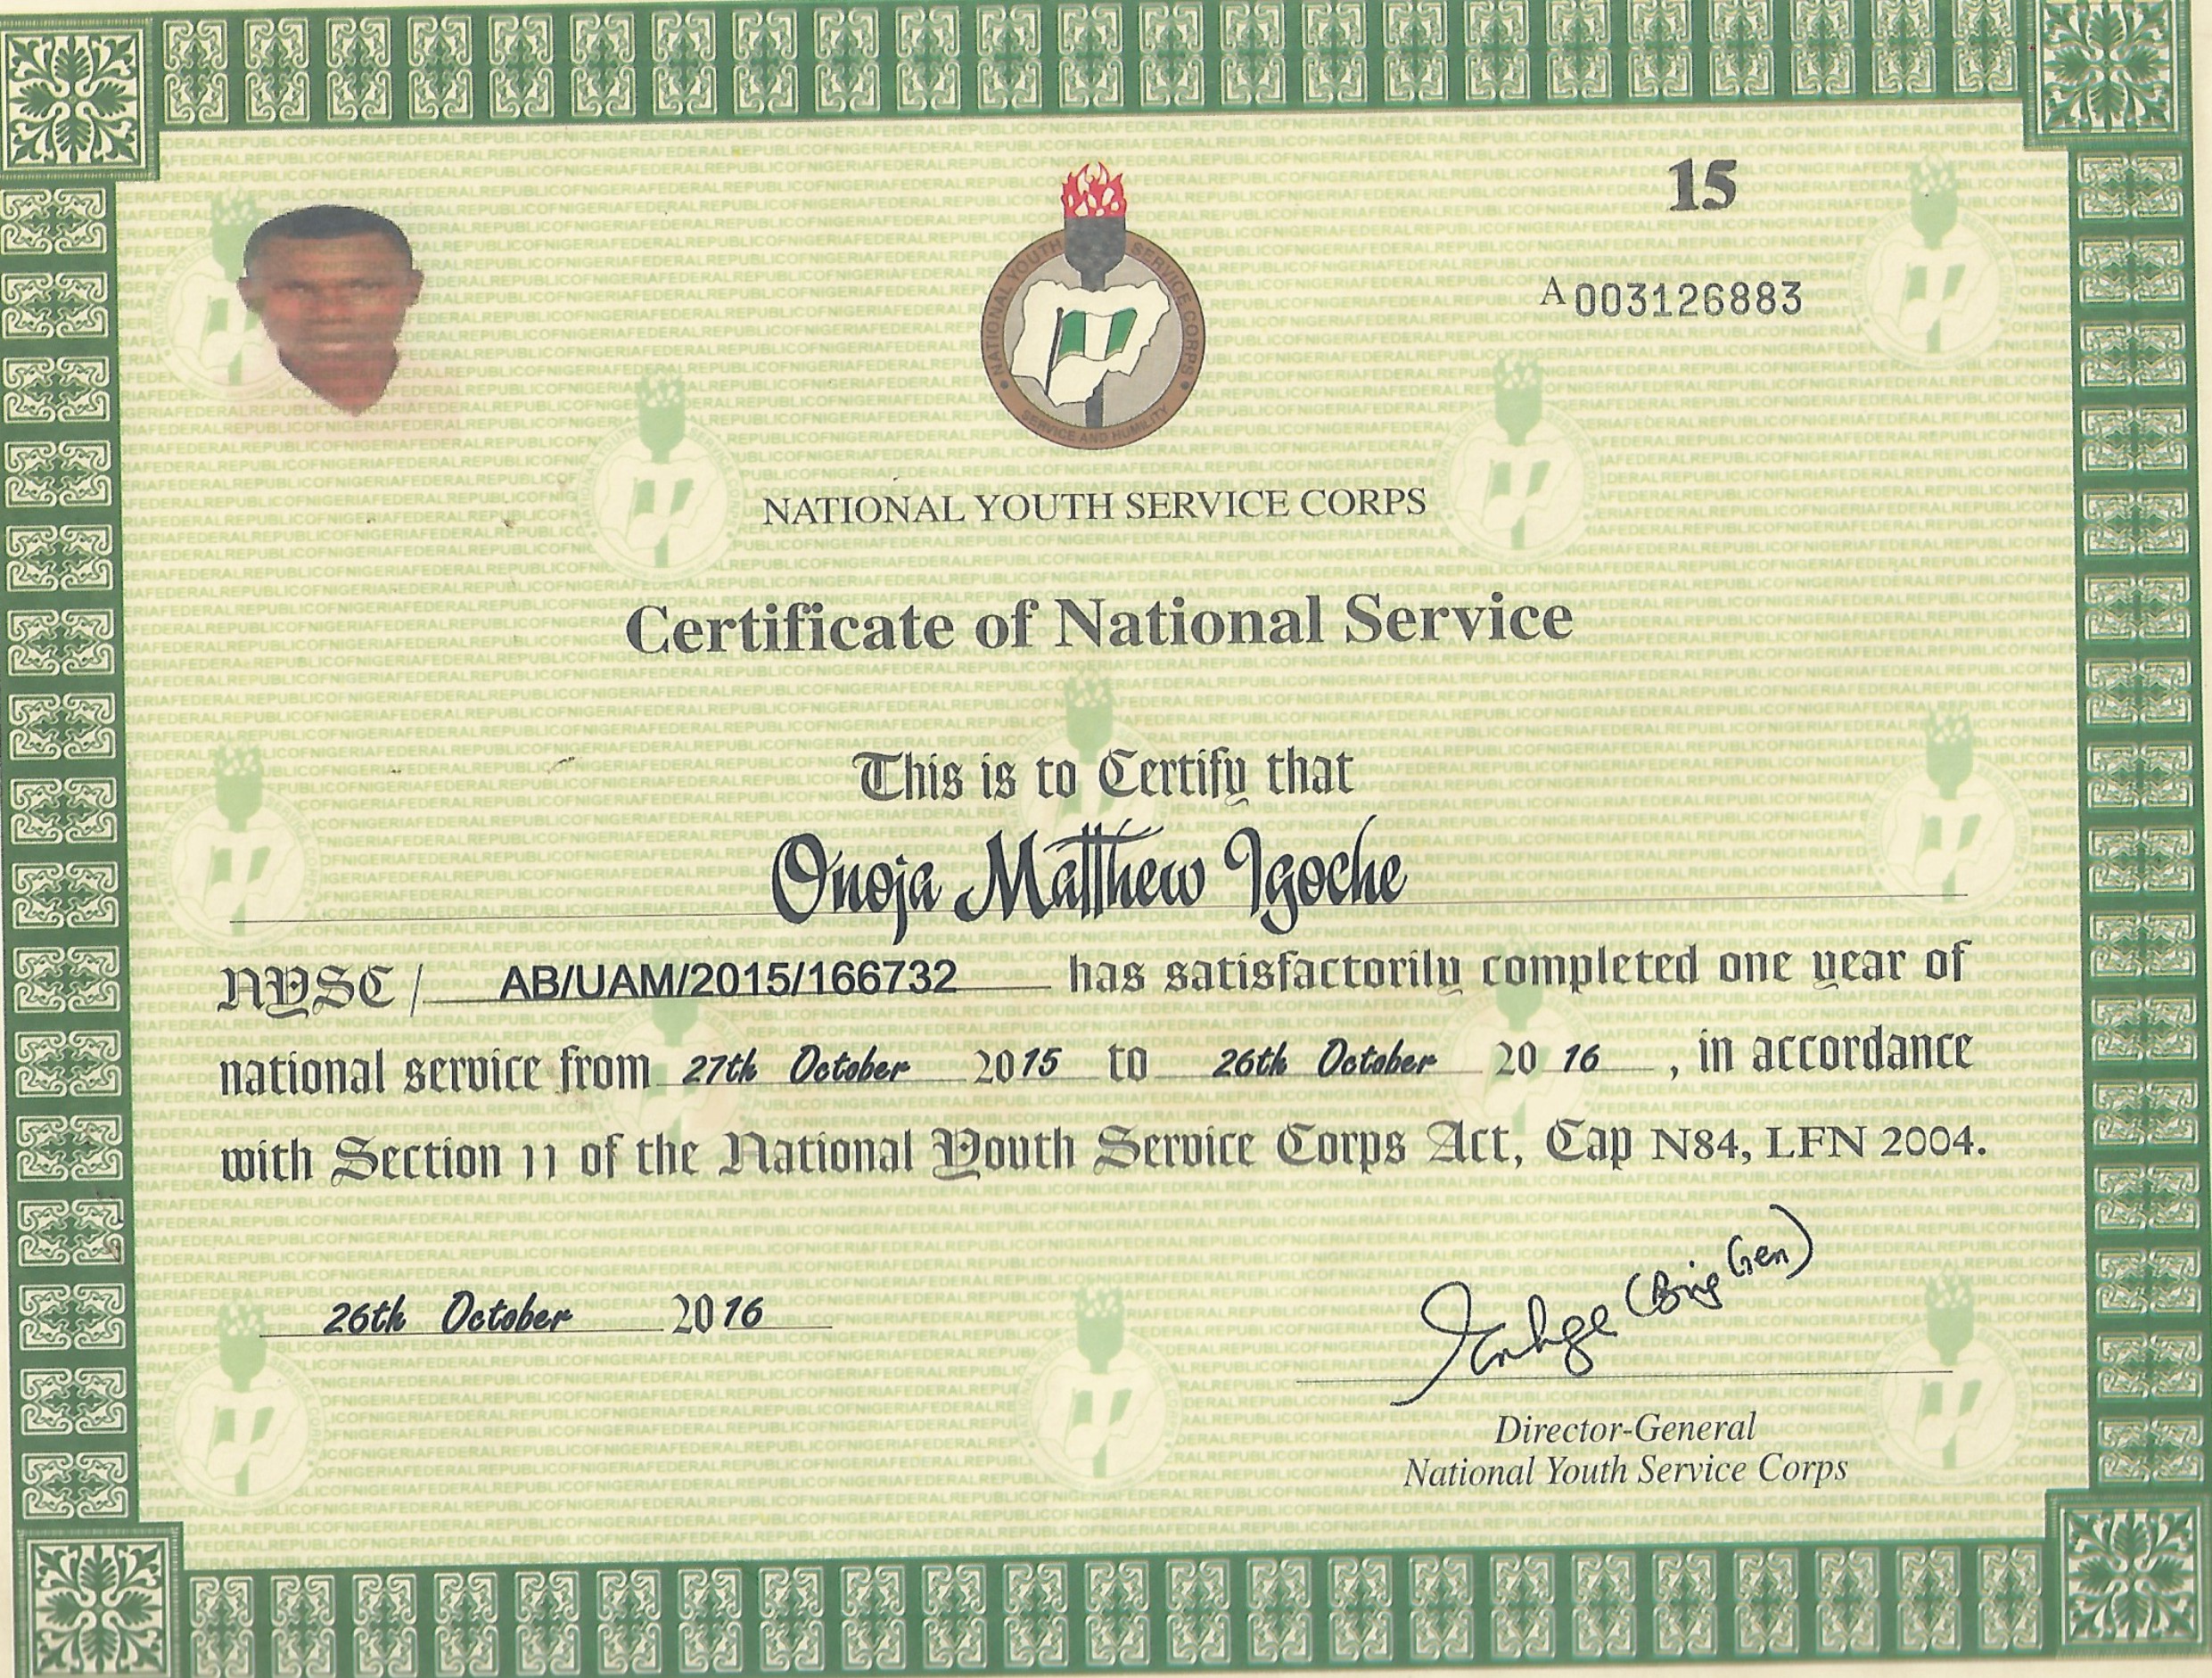 15
A 003126883
NATIONAL YOUTH SERVICE CORPS
SERVICE AND HUMILITY
NATIONAL YOUTH SERVICE CORPS
Certificate of National Service
This is to Certify that
Onoja Matthew Igoche
NYSC / AB/UAM/2015/166732 has satisfactorily completed one year of
national service from 27th October 2015 to 26th October 2016, in accordance
with Section 11 of the National Youth Service Corps Act, Cap N84, LFN 2004.
26th October 2016
(Brig Gen)
Director-General
National Youth Service Corps